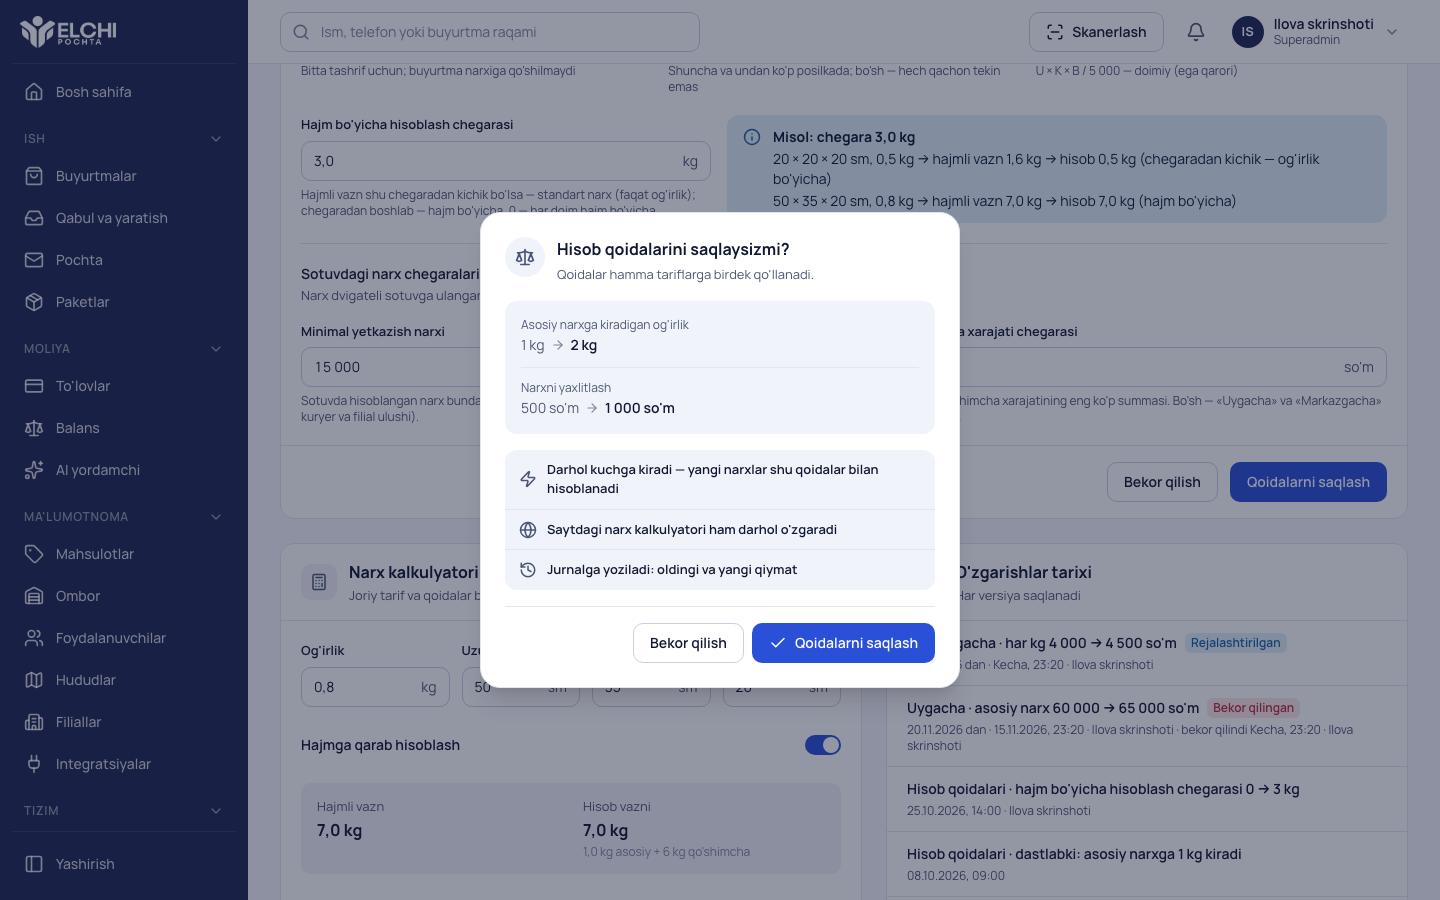 ELCHI
POCHTA
Ism, telefon yoki buyurtma raqami
Skanerlash
IS
Ilova skrinshoti
Superadmin
Bosh sahifa
ISH
Buyurtmalar
Qabul va yaratish
Pochta
Paketlar
MOLIYA
To'lovlar
Balans
AI yordamchi
MA'LUMOTNOMA
Mahsulotlar
Ombor
Foydalanuvchilar
Hududlar
Filiallar
Integratsiyalar
TIZIM
Yashirish
Bitta tashrif uchun; buyurtma narxiga qo'shilmaydi
Shuncha va undan ko'p posilkada; bo'sh — hech qachon tekin
emas
U × K × B / 5 000 — doimiy (ega qarori)
Hajm bo'yicha hisoblash chegarasi
3,0
kg
Hajmli vazn shu chegaradan kichik bo'lsa — standart narx (faqat og'irlik);
chegaradan boshlab — hajm bo'yicha. 0 — har doim hajm bo'yicha
Misol: chegara 3,0 kg
20 × 20 × 20 sm, 0,5 kg → hajmli vazn 1,6 kg → hisob 0,5 kg (chegaradan kichik — og'irlik
bo'yicha)
50 × 35 × 20 sm, 0,8 kg → hajmli vazn 7,0 kg → hisob 7,0 kg (hajm bo'yicha)
Sotuvdagi narx chegaralari
Narx dvigateli sotuvga ulangan
Minimal yetkazish narxi
15 000
Sotuvda hisoblangan narx bunda
kuryer va filial ulushi).
a xarajati chegarasi
so'm
himcha xarajatining eng ko'p summasi. Bo'sh — «Uygacha» va «Markazgacha»
Bekor qilish
Qoidalarni saqlash
Hisob qoidalarini saqlaysizmi?
Qoidalar hamma tariflarga birdek qo'llanadi.
Asosiy narxga kiradigan og'irlik
1 kg → 2 kg
Narxni yaxlitlash
500 so'm → 1 000 so'm
Darhol kuchga kiradi — yangi narxlar shu qoidalar bilan
hisoblanadi
Saytdagi narx kalkulyatori ham darhol o'zgaradi
Jurnalga yoziladi: oldingi va yangi qiymat
Bekor qilish
Qoidalarni saqlash
Narx kalkulyatori
Joriy tarif va qoidalar b
Og'irlik
Uzu
0,8
kg
50
sm
35
sm
20
sm
Hajmga qarab hisoblash
Hajmli vazn
7,0 kg
Hisob vazni
7,0 kg
1,0 kg asosiy + 6 kg qo'shimcha
O'zgarishlar tarixi
Har versiya saqlanadi
gacha · har kg 4 000 → 4 500 so'm
Rejalashtirilgan
dan · Kecha, 23:20 · Ilova skrinshoti
Uygacha · asosiy narx 60 000 → 65 000 so'm
Bekor qilingan
20.11.2026 dan · 15.11.2026, 23:20 · Ilova skrinshoti · bekor qilindi Kecha, 23:20 · Ilova
skrinshoti
Hisob qoidalari · hajm bo'yicha hisoblash chegarasi 0 → 3 kg
25.10.2026, 14:00 · Ilova skrinshoti
Hisob qoidalari · dastlabki: asosiy narxga 1 kg kiradi
08.10.2026, 09:00